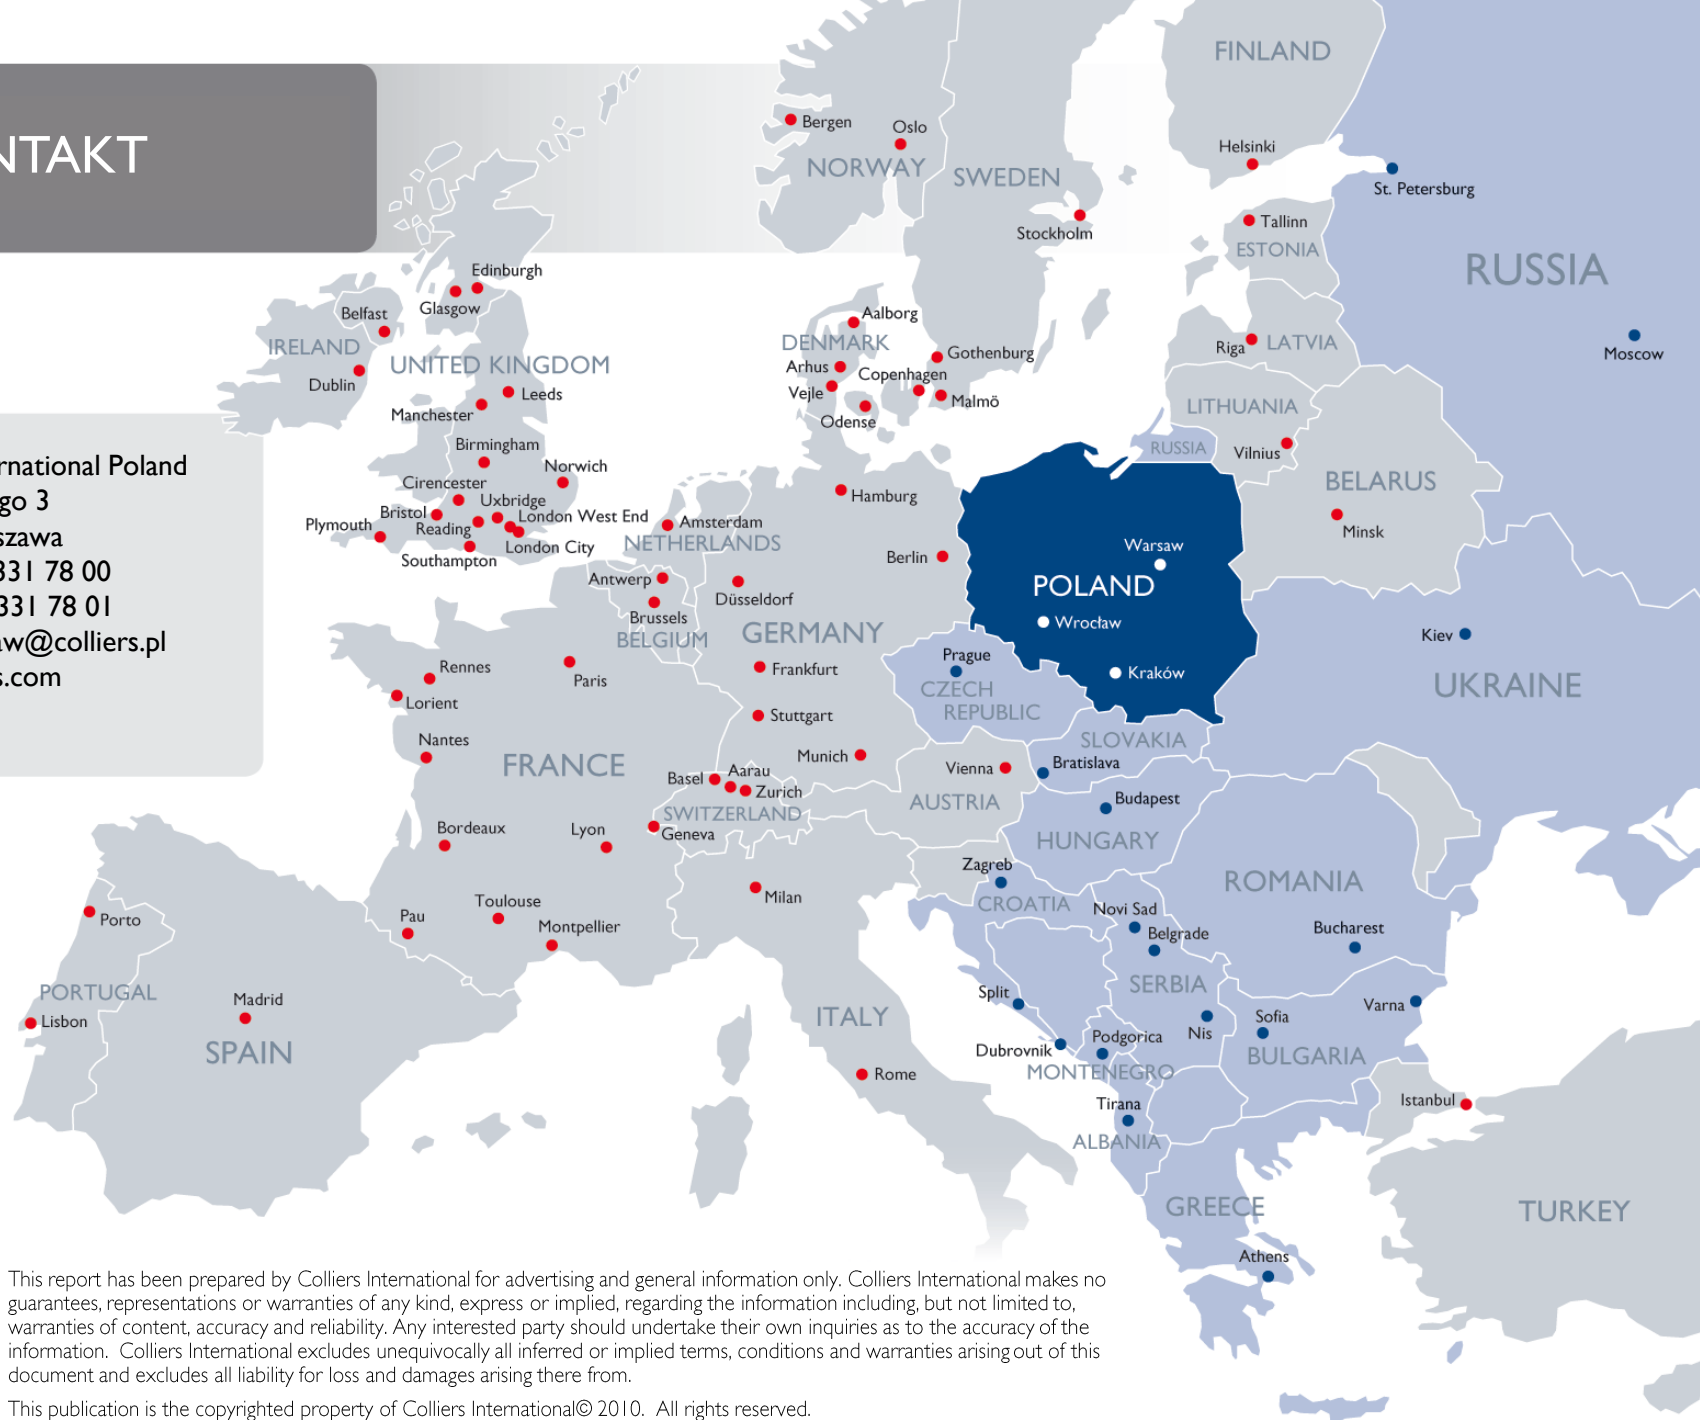 NTAKT
rnational Poland
go 3
szawa
331 78 00
331 78 01
aw@colliers.pl
s.com
FINLAND
Bergen
Oslo
Helsinki
NORWAY
SWEDEN
St. Petersburg
Stockholm
Tallinn
ESTONIA
RUSSIA
Edinburgh
Glasgow
Belfast
IRELAND
Dublin
UNITED KINGDOM
Leeds
Manchester
Birmingham
Norwich
Cirencester
Uxbridge
Bristol
Reading
London West End
Plymouth
London City
Southampton
Aalborg
DENMARK
Arhus
Gothenburg
Copenhagen
Vejle
Malmö
Odense
Riga
LATVIA
Moscow
LITHUANIA
RUSSIA
Vilnius
BELARUS
Minsk
Hamburg
Amsterdam
NETHERLANDS
Berlin
Antwerp
Düsseldorf
Brussels
BELGIUM
GERMANY
Warsaw
POLAND
Wrocław
Kraków
Kiev
UKRAINE
Prague
CZECH
REPUBLIC
Frankfurt
Stuttgart
Munich
Rennes
Paris
Lorient
Nantes
FRANCE
Basel
Aarau
Zurich
SWITZERLAND
Geneva
Vienna
AUSTRIA
SLOVAKIA
Bratislava
Budapest
HUNGARY
Bordeaux
Lyon
Milan
Zagreb
CROATIA
ROMANIA
Novi Sad
Belgrade
Bucharest
Toulouse
Pau
Montpellier
Porto
PORTUGAL
Lisbon
Madrid
SPAIN
ITALY
Rome
SERBIA
Split
Nis
Sofia
Varna
BULGARIA
Dubrovnik
Podgorica
MONTENEGRO
Tirana
ALBANIA
Istanbul
GREECE
Athens
TURKEY
This report has been prepared by Colliers International for advertising and general information only. Colliers International makes no
guarantees, representations or warranties of any kind, express or implied, regarding the information including, but not limited to,
warranties of content, accuracy and reliability. Any interested party should undertake their own inquiries as to the accuracy of the
information. Colliers International excludes unequivocally all inferred or implied terms, conditions and warranties arising out of this
document and excludes all liability for loss and damages arising there from.
This publication is the copyrighted property of Colliers International© 2010. All rights reserved.